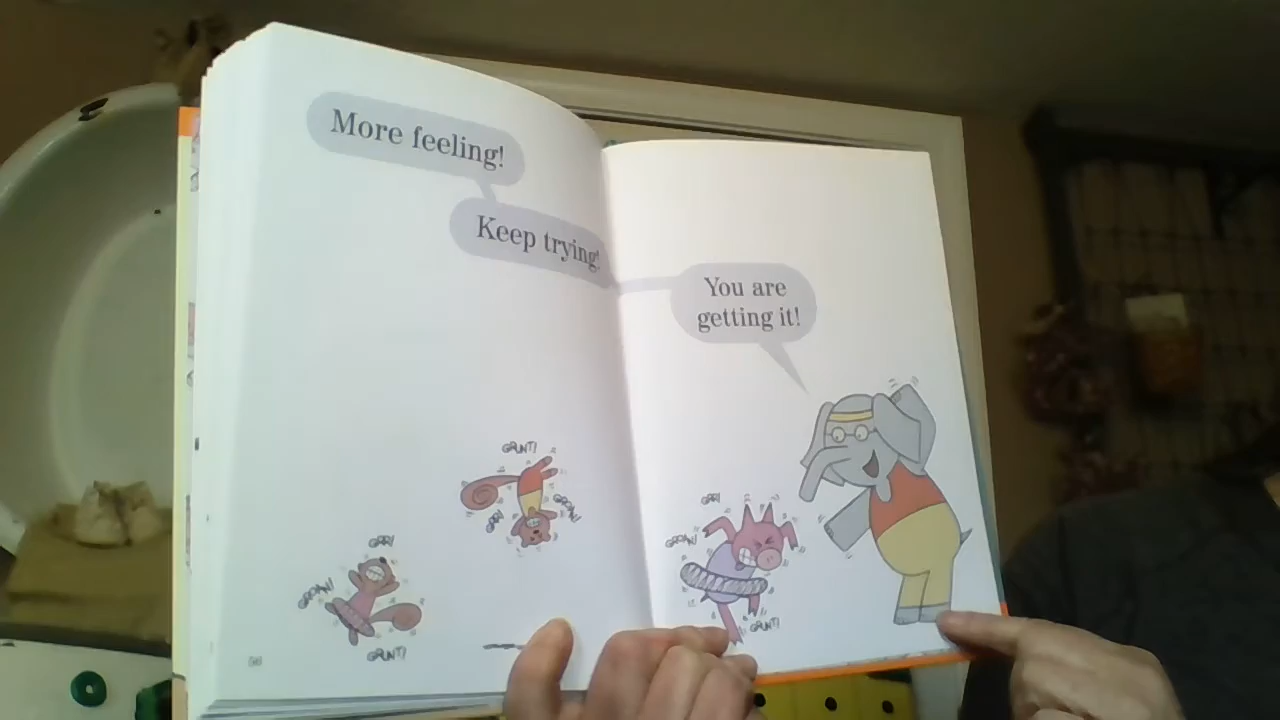 More feeling!
Keep trying!
You are
getting it!
GRUNT!
GRR!
GROAN!
GRR!
GROAN!
GRUNT!
GRR!
GROAN!
GRUNT!